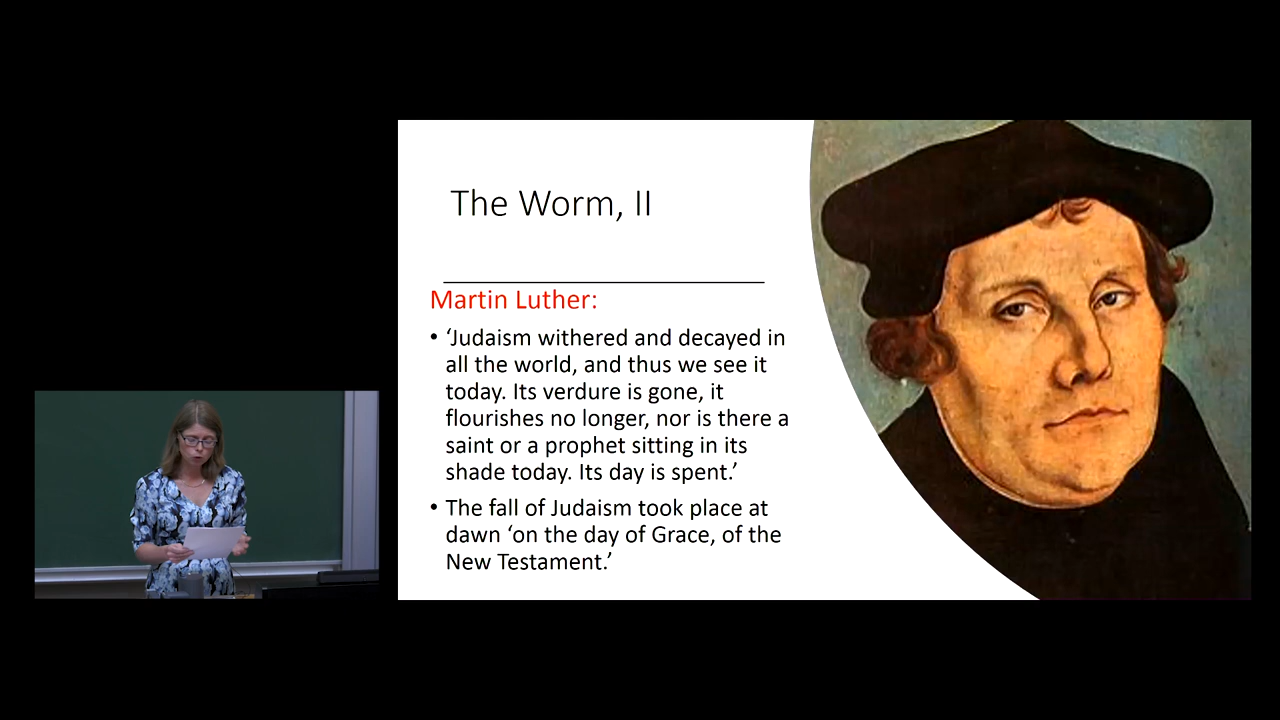 The Worm, II
Martin Luther:
• ‘Judaism withered and decayed in
all the world, and thus we see it
today. Its verdure is gone, it
flourishes no longer, nor is there a
saint or a prophet sitting in its
shade today. Its day is spent.’
• The fall of Judaism took place at
dawn ‘on the day of Grace, of the
New Testament.’